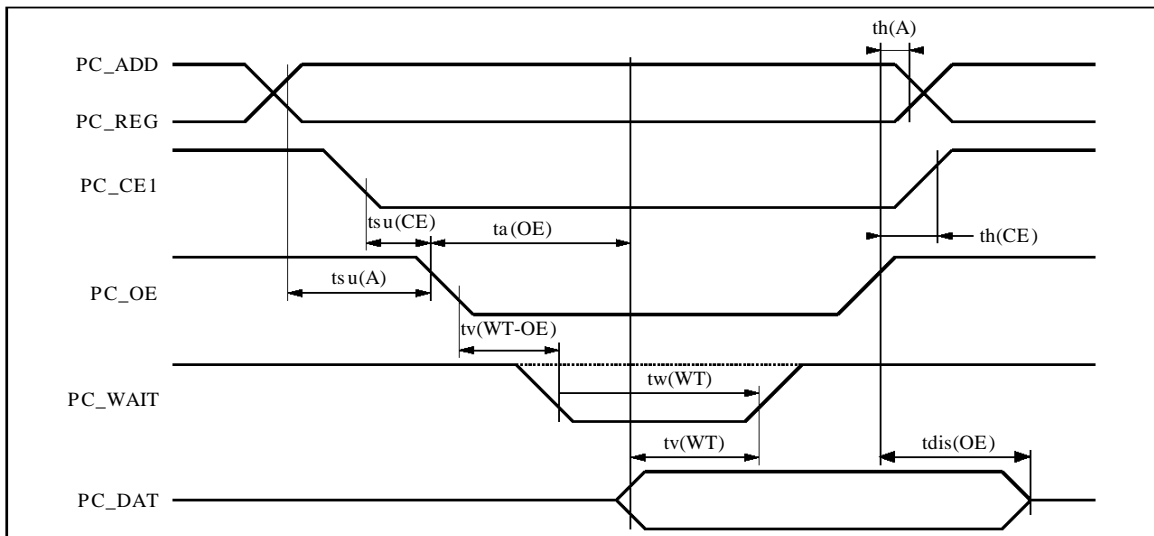 th(A)
PC_ADD
PC_REG
PC_CE1
tsu(CE)
ta(OE)
th(CE)
tsu(A)
PC_OE
tv(WT-OE)
tw(WT)
PC_WAIT
tv(WT)
tdis(OE)
PC_DAT